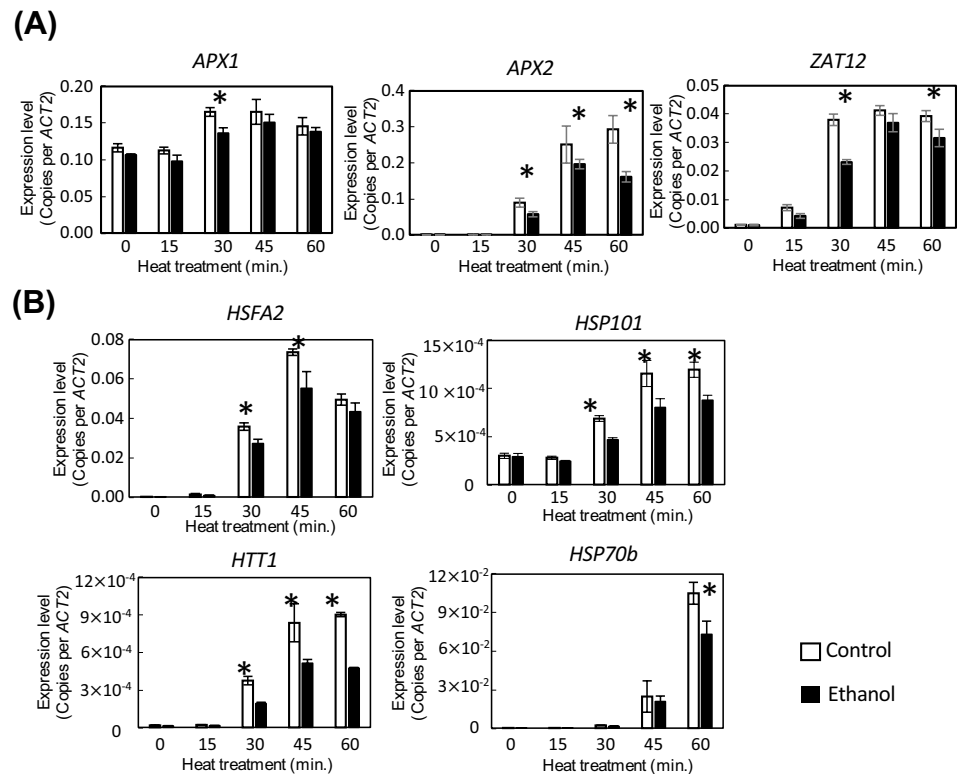 (A)
APX1
Expression level
(Copies per ACT2)
0.20
0.15
0.10
0.05
0.00
*
0 15 30 45 60
Heat treatment (min.)
APX2
Expression level
(Copies per ACT2)
0.4
0.3
0.2
0.1
0.0
* * *
0 15 30 45 60
Heat treatment (min.)
ZAT12
Expression level
(Copies per ACT2)
0.05
0.04
0.03
0.02
0.01
0.00
* *
0 15 30 45 60
Heat treatment (min.)
(B)
HSFA2
Expression level
(Copies per ACT2)
0.08
0.06
0.04
0.02
0.00
* *
0 15 30 45 60
Heat treatment (min.)
HSP101
Expression level
(Copies per ACT2)
15×10-4
10×10-4
5×10-4
0
* * *
0 15 30 45 60
Heat treatment (min.)
HTT1
Expression level
(Copies per ACT2)
12×10-4
9×10-4
6×10-4
3×10-4
0
* * *
0 15 30 45 60
Heat treatment (min.)
HSP70b
Expression level
(Copies per ACT2)
12×10-2
9×10-2
6×10-2
3×10-2
0
*
0 15 30 45 60
Heat treatment (min.)
Control
Ethanol